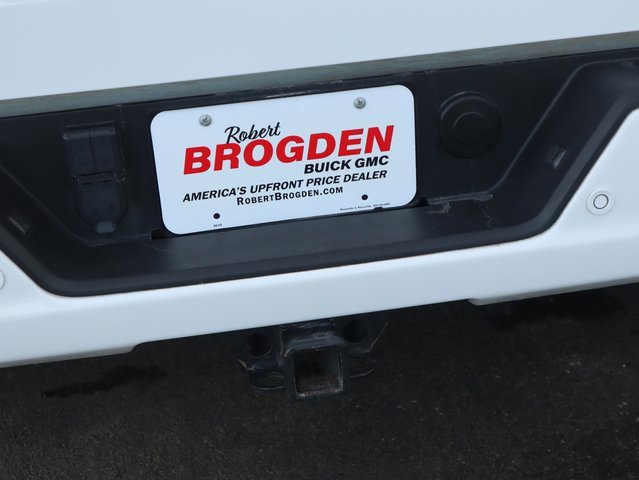 Robert
BROGDEN
BUICK GMC
AMERICA'S UPFRONT PRICE DEALER
ROBERTBROGDEN.COM